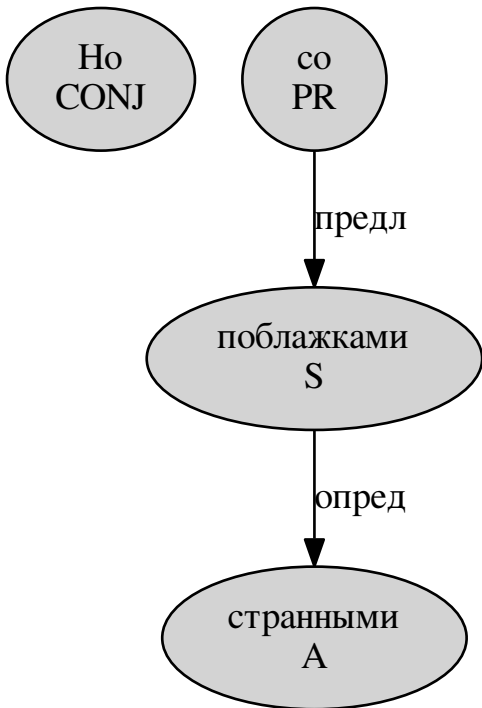 Но
CONJ
со
PR
предл
поблажками
S
опред
странными
A